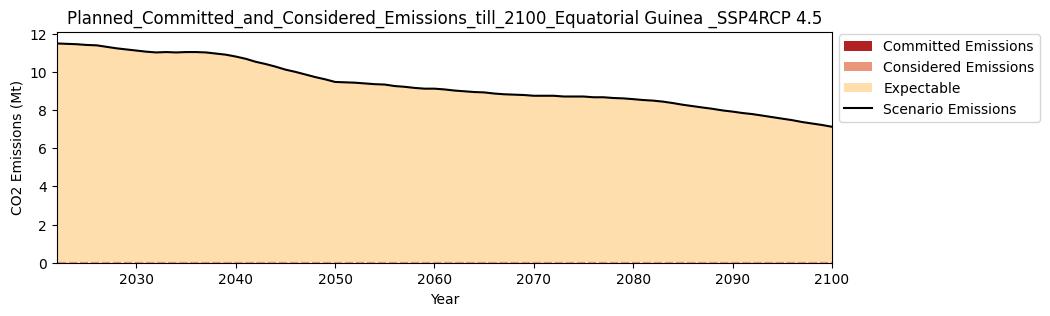 Planned_Committed_and_Considered_Emissions_till_2100_Equatorial Guinea _SSP4RCP 4.5
12
10
8
6
4
2
0
CO2 Emissions (Mt)
2030 2040 2050 2060 2070 2080 2090 2100
Year
Committed Emissions
Considered Emissions
Expectable
Scenario Emissions